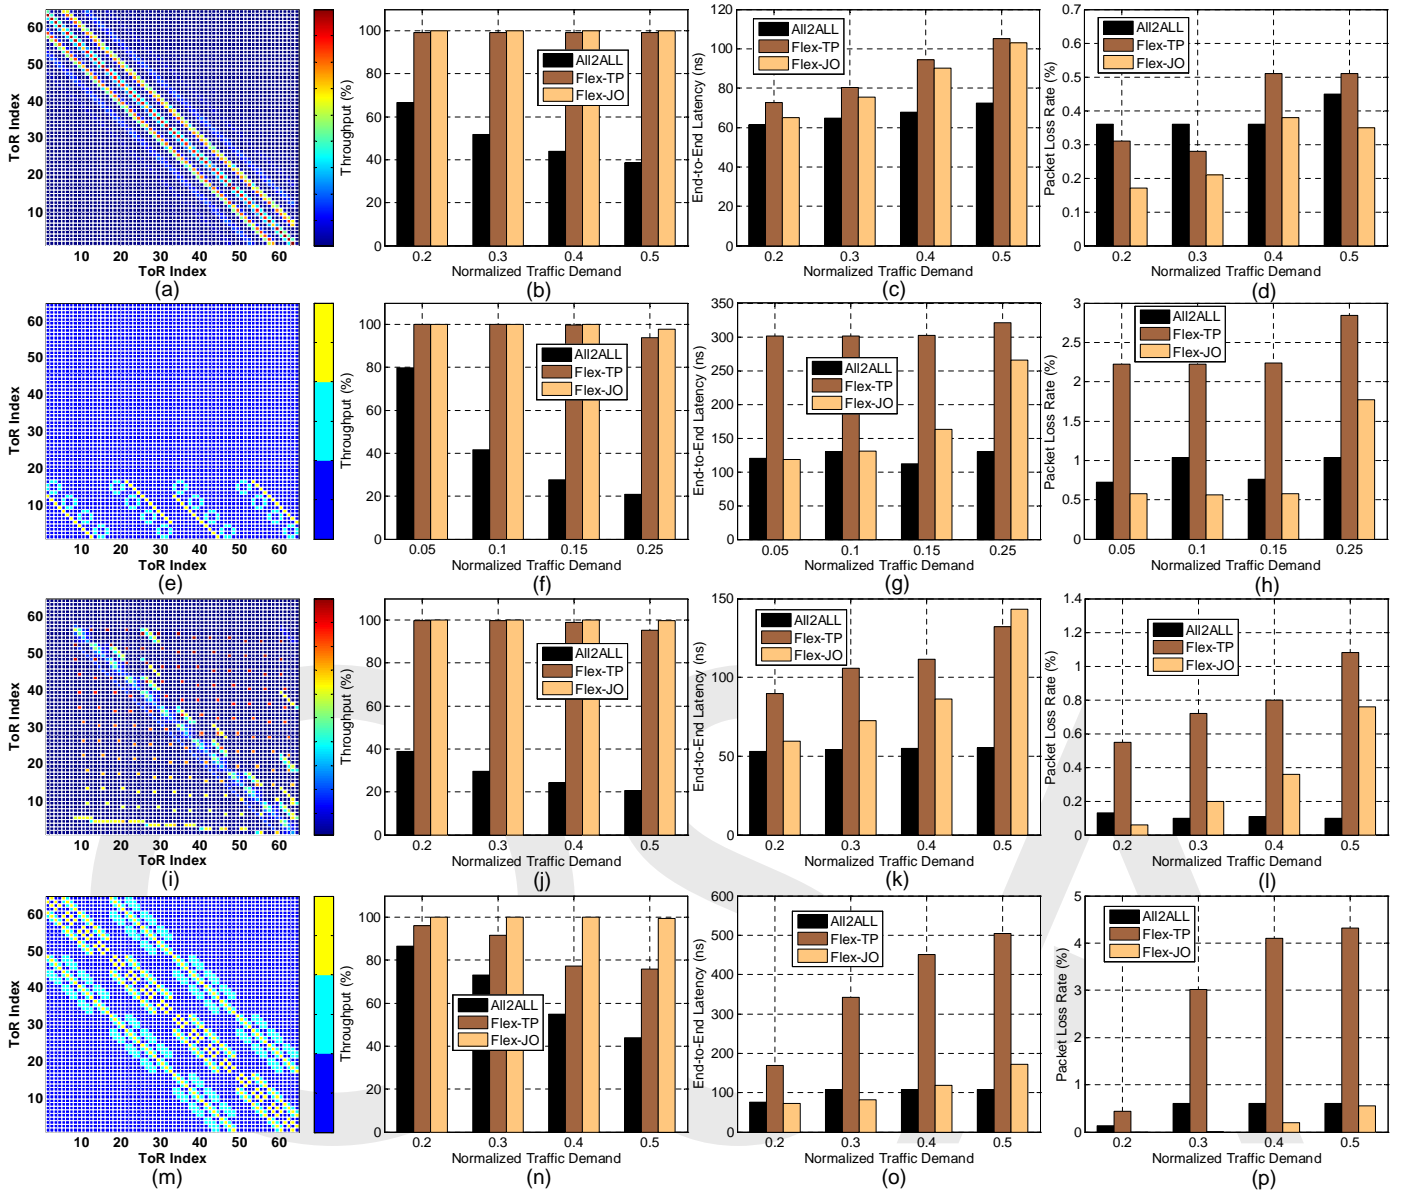 60
50
40
30
20
10
ToR Index
10 20 30 40 50 60
ToR Index
(a)
Throughput (%)
100
80
60
40
20
0
All2ALL
Flex-TP
Flex-JO
0.2 0.3 0.4 0.5
Normalized Traffic Demand
(b)
End-to-End Latency (ns)
120
100
80
60
40
20
0
All2ALL
Flex-TP
Flex-JO
0.2 0.3 0.4 0.5
Normalized Traffic Demand
(c)
Packet Loss Rate (%)
0.7
0.6
0.5
0.4
0.3
0.2
0.1
0
All2ALL
Flex-TP
Flex-JO
0.2 0.3 0.4 0.5
Normalized Traffic Demand
(d)
60
50
40
30
20
10
ToR Index
10 20 30 40 50 60
ToR Index
(e)
Throughput (%)
100
80
60
40
20
0
All2ALL
Flex-TP
Flex-JO
0.05 0.1 0.15 0.25
Normalized Traffic Demand
(f)
End-to-End Latency (ns)
350
300
250
200
150
100
50
0
All2ALL
Flex-TP
Flex-JO
0.05 0.1 0.15 0.25
Normalized Traffic Demand
(g)
Packet Loss Rate (%)
3
2.5
2
1.5
1
0.5
0
All2ALL
Flex-TP
Flex-JO
0.05 0.1 0.15 0.25
Normalized Traffic Demand
(h)
60
50
40
30
20
10
ToR Index
10 20 30 40 50 60
ToR Index
(i)
Throughput (%)
100
80
60
40
20
0
All2ALL
Flex-TP
Flex-JO
0.2 0.3 0.4 0.5
Normalized Traffic Demand
(j)
End-to-End Latency (ns)
150
100
50
0
All2ALL
Flex-TP
Flex-JO
0.2 0.3 0.4 0.5
Normalized Traffic Demand
(k)
Packet Loss Rate (%)
1.4
1.2
1
0.8
0.6
0.4
0.2
0
All2ALL
Flex-TP
Flex-JO
0.2 0.3 0.4 0.5
Normalized Traffic Demand
(l)
60
50
40
30
20
10
ToR Index
10 20 30 40 50 60
ToR Index
(m)
Throughput (%)
100
80
60
40
20
0
All2ALL
Flex-TP
Flex-JO
0.2 0.3 0.4 0.5
Normalized Traffic Demand
(n)
End-to-End Latency (ns)
600
500
400
300
200
100
0
All2ALL
Flex-TP
Flex-JO
0.2 0.3 0.4 0.5
Normalized Traffic Demand
(o)
Packet Loss Rate (%)
5
4
3
2
1
0
All2ALL
Flex-TP
Flex-JO
0.2 0.3 0.4 0.5
Normalized Traffic Demand
(p)